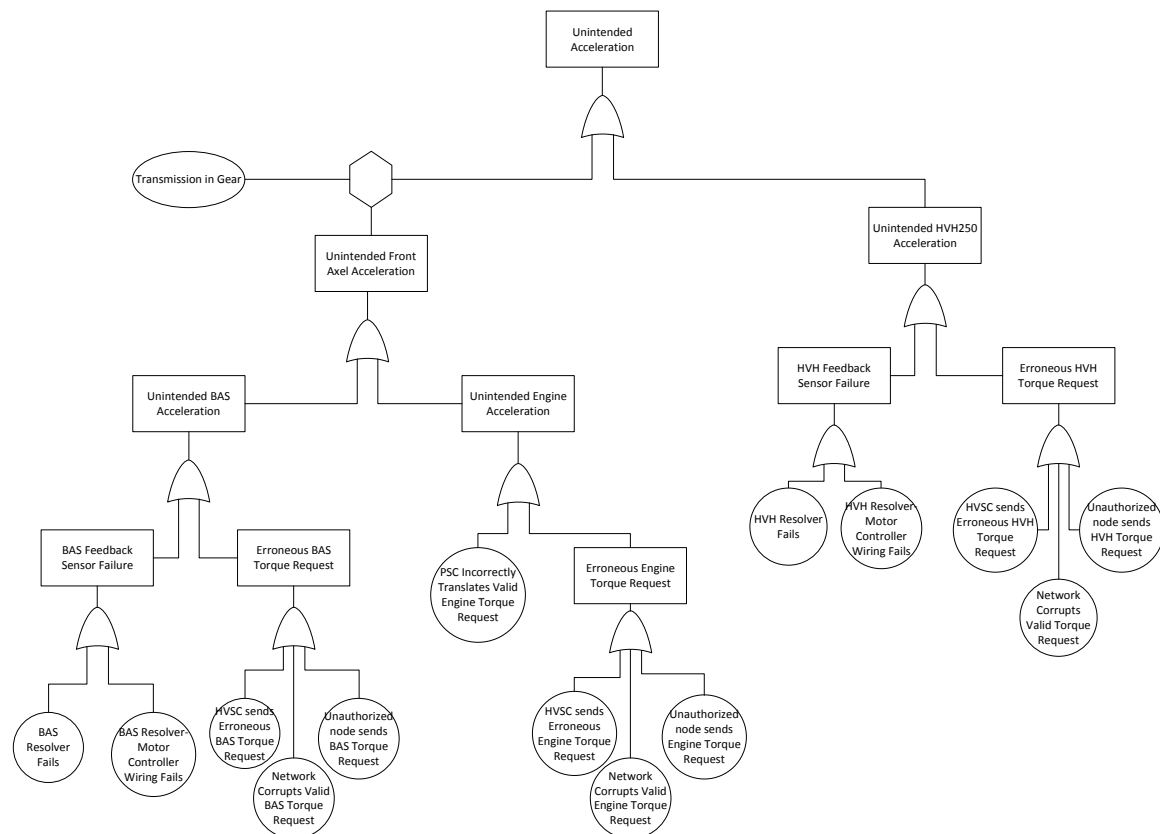 Unintended
Acceleration
Transmission in Gear
Unintended HVH250
Acceleration
Unintended Front
Axel Acceleration
HVH Feedback
Sensor Failure
Erroneous HVH
Torque Request
Unintended BAS
Acceleration
Unintended Engine
Acceleration
HVH Resolver
Fails
HVH Resolver-
Motor
Controller
Wiring Fails
HVSC sends
Erroneous HVH
Torque
Request
Unauthorized
node sends
HVH Torque
Request
Network
Corrupts
Valid Torque
Request
BAS Feedback
Sensor Failure
Erroneous BAS
Torque Request
PSC Incorrectly
Translates Valid
Engine Torque
Request
Erroneous Engine
Torque Request
BAS
Resolver
Fails
BAS Resolver-
Motor
Controller
Wiring Fails
HVSC sends
Erroneous
BAS Torque
Request
Unauthorized
node sends
BAS Torque
Request
Network
Corrupts Valid
BAS Torque
Request
HVSC sends
Erroneous
Engine Torque
Request
Unauthorized
node sends
Engine Torque
Request
Network
Corrupts Valid
Engine Torque
Request